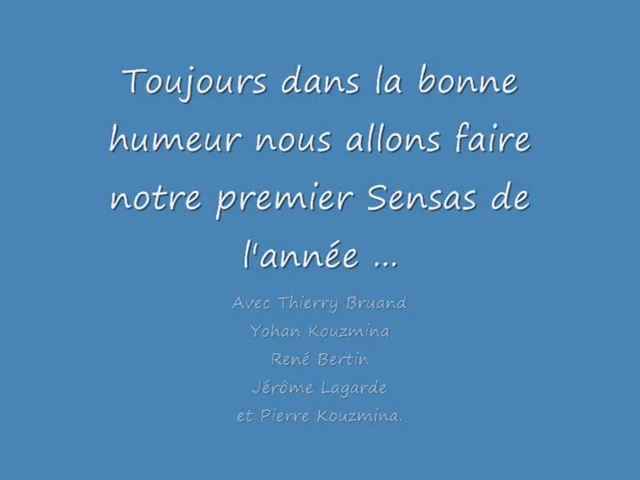 Toujours dans la bonne
humeur nous allons faire
notre premier Sensas de
l'année ...
Avec Thierry Bruand
Yohan Kouzmina
René Bertin
Jérôme Lagarde
et Pierre Kouzmina.